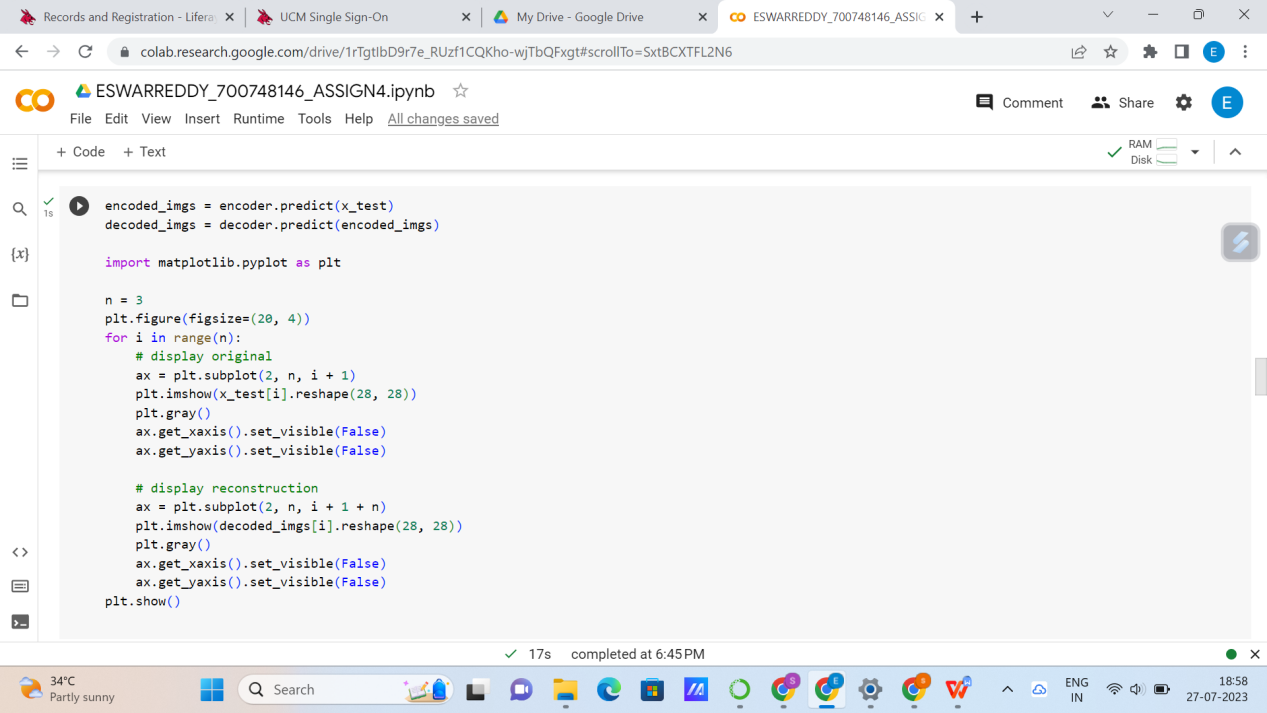 Records and Registration - Lifera
UCM Single Sign-On
My Drive - Google Drive
ESWARREDDY_700748146_ASSIG
colab.research.google.com/drive/1rTgtlbD9r7e_RUzf1CQKho-wjTbQFxgt#scrollTo=SxtBCXTFL2N6
E
ESWARREDDY_700748146_ASSIGN4.ipynb
File Edit View Insert Runtime Tools Help All changes saved
Comment Share E
+ Code + Text
RAM
Disk
{x}
1s
encoded_imgs = encoder.predict(x_test)
decoded_imgs = decoder.predict(encoded_imgs)
import matplotlib.pyplot as plt
n = 3
plt.figure(figsize=(20, 4))
for i in range(n):
    # display original
    ax = plt.subplot(2, n, i + 1)
    plt.imshow(x_test[i].reshape(28, 28))
    plt.gray()
    ax.get_xaxis().set_visible(False)
    ax.get_yaxis().set_visible(False)
    # display reconstruction
    ax = plt.subplot(2, n, i + 1 + n)
    plt.imshow(decoded_imgs[i].reshape(28, 28))
    plt.gray()
    ax.get_xaxis().set_visible(False)
    ax.get_yaxis().set_visible(False)
plt.show()
17s completed at 6:45 PM
34°C
Partly sunny
Search
S
E
S
W
ENG
IN
18:58
27-07-2023